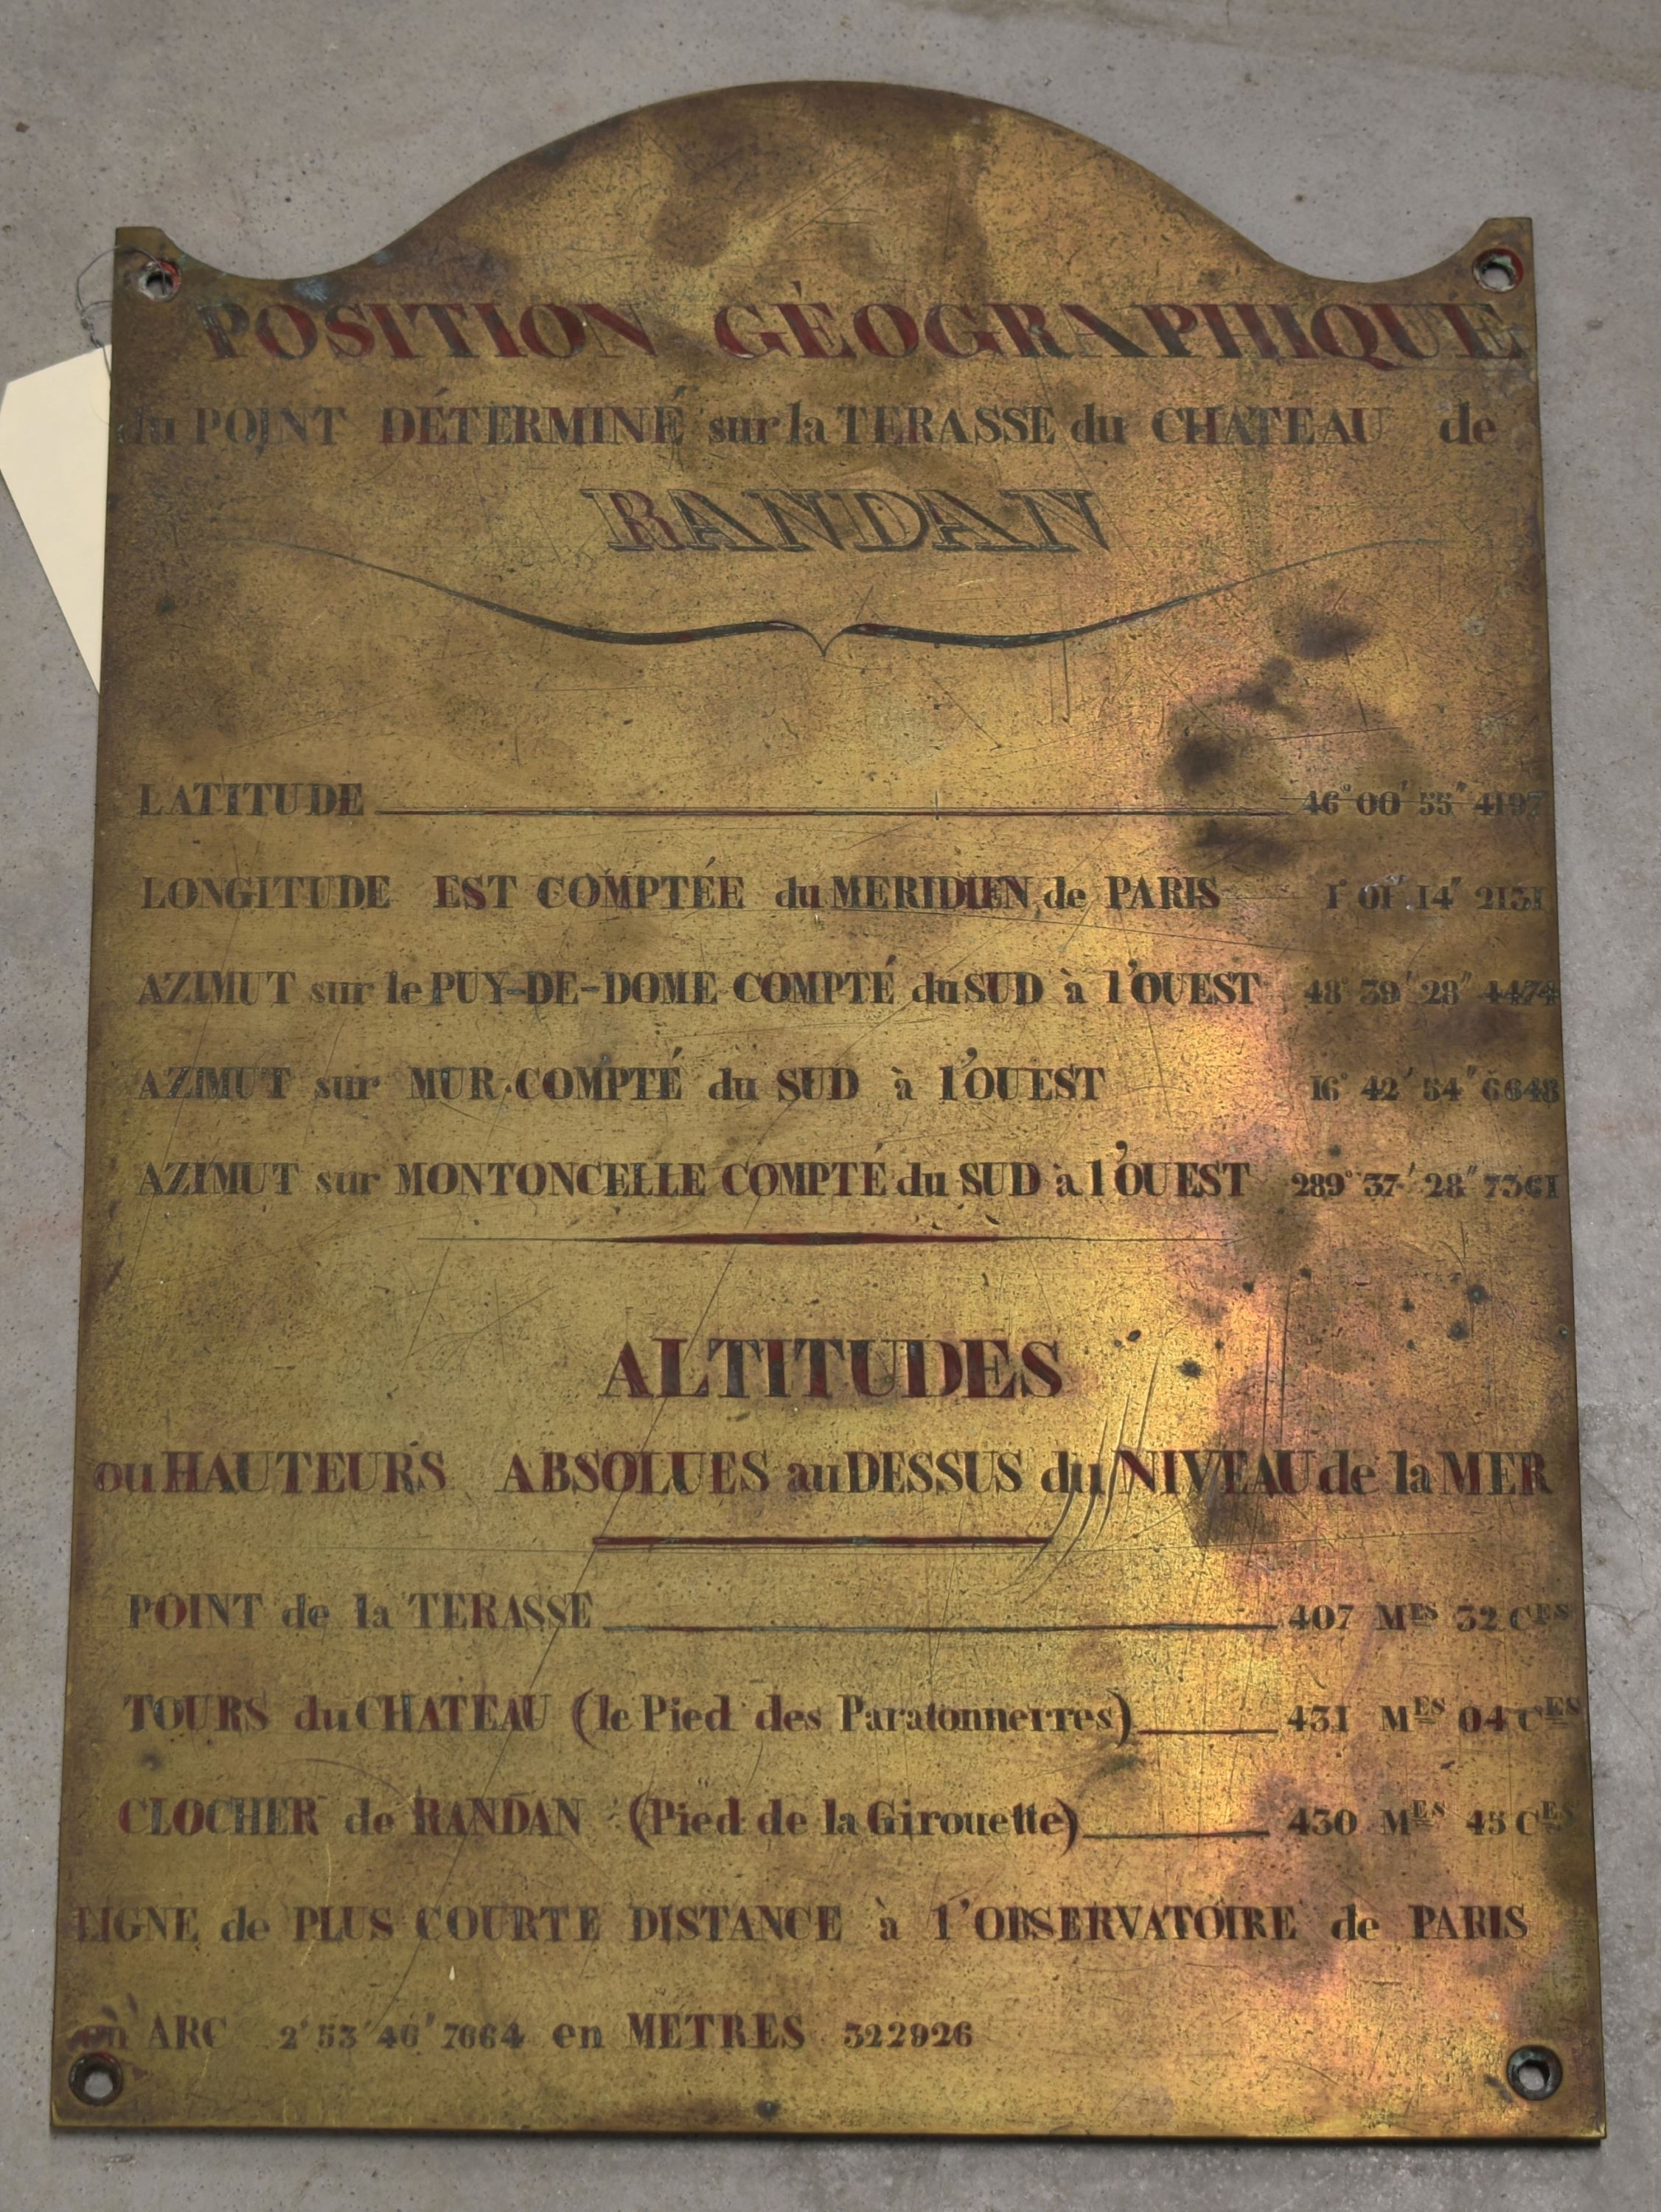 POSITION GÉOGRAPHIQUE
du POINT DÉTERMINÉ sur la TERASSE du CHATEAU de
RANDAN
LATITUDE 46° 00' 55" 4197
LONGITUDE EST COMPTÉE du MERIDIEN de PARIS 1° 01' 14" 2131
AZIMUT sur le PUY-DE-DOME COMPTÉ du SUD à l'OUEST 48° 39' 28" 4474
AZIMUT sur MUR COMPTÉ du SUD à l'OUEST 16° 42' 54" 6648
AZIMUT sur MONTONCELLE COMPTÉ du SUD à l'OUEST 289° 37' 28" 7361
ALTITUDES
ou HAUTEURS ABSOLUES au DESSUS du NIVEAU de la MER
POINT de la TERASSE 407 MES 32 CES
TOURS du CHATEAU (le Pied des Paratonnerres) 431 MES 04 CES
CLOCHER de RANDAN (Pied de la Girouette) 430 MES 45 CES
LIGNE de PLUS COURTE DISTANCE à l'OBSERVATOIRE de PARIS
en ARC 2° 53' 46" 7664 en METRES 322926